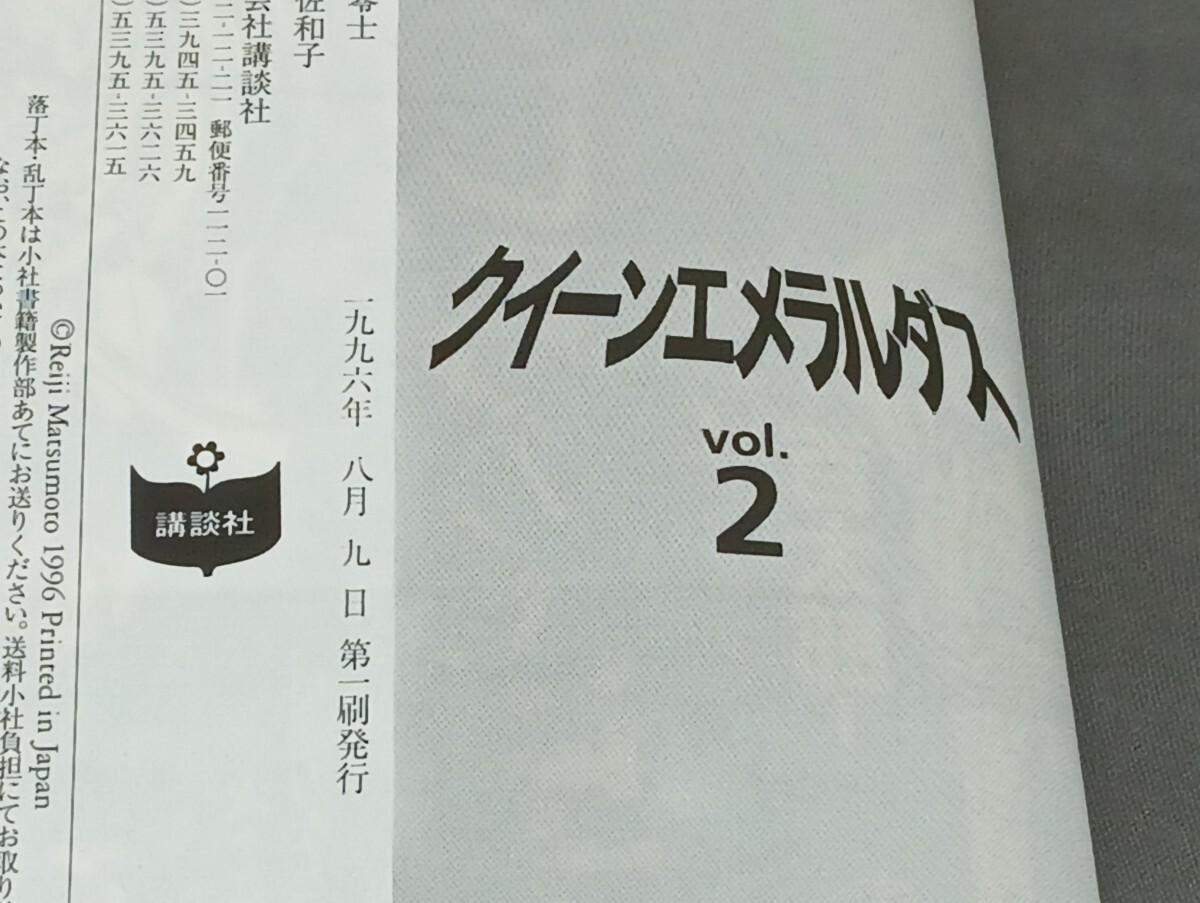 クイーンエメラルダス
vol.
2
一九九六年 八月 九 日 第一刷発行
零士
佐和子
会社講談社
二-一二-二一 郵便番号一一二-〇一
)三九四五-三四五九
)五三九五-三六二六
)五三九五-三六一五
講談社
©Reiji Matsumoto 1996 Printed in Japan
落丁本・乱丁本は小社書籍製作部あてにお送りください。送料小社負担にてお取り